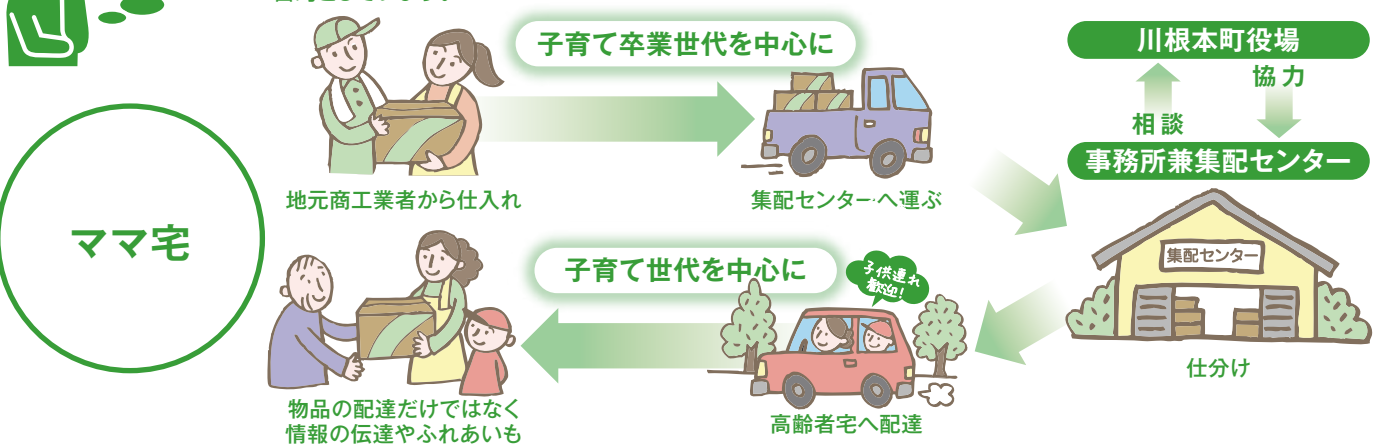 子育て卒業世代を中心に
地元商工業者から仕入れ
集配センターへ運ぶ
川根本町役場
協力
相談
事務所兼集配センター
集配センター
仕分け
ママ宅
子育て世代を中心に
子供連れ
歓迎!
高齢者宅へ配達
物品の配達だけではなく
情報の伝達やふれあいも